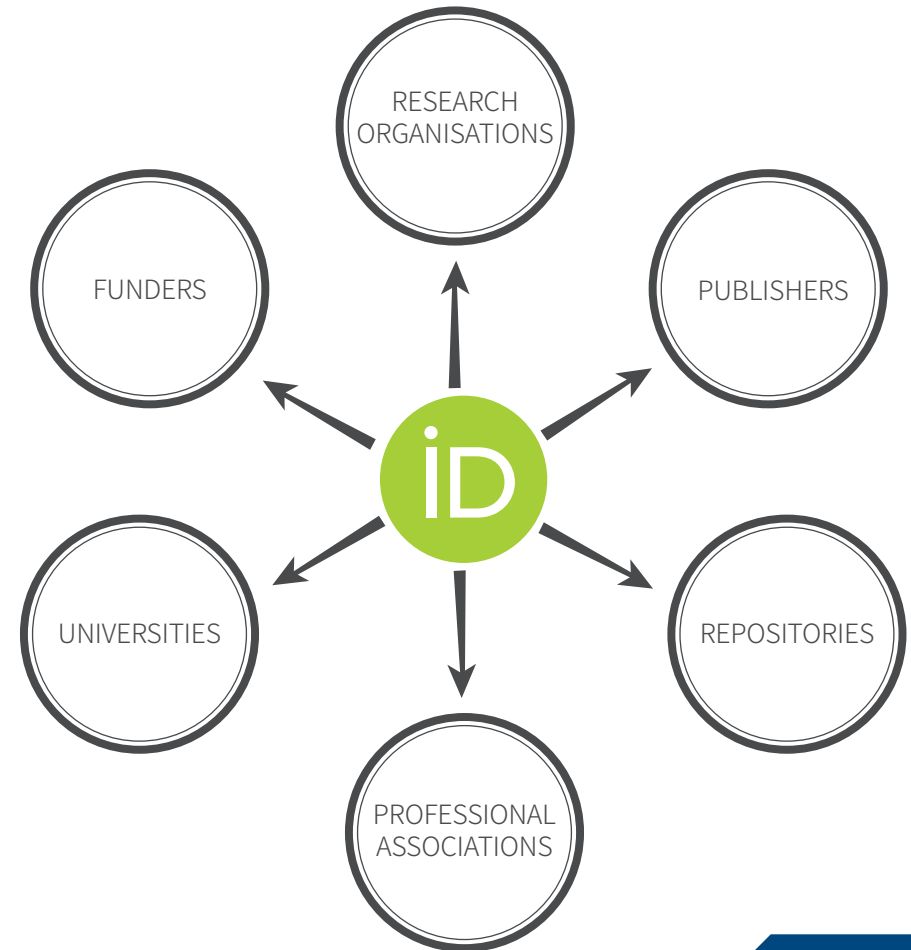 RESEARCH
ORGANISATIONS
FUNDERS
PUBLISHERS
iD
UNIVERSITIES
REPOSITORIES
PROFESSIONAL
ASSOCIATIONS